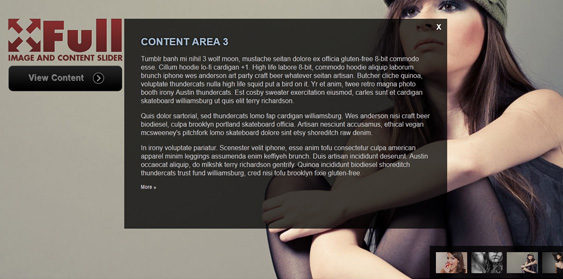 xFull
IMAGE AND CONTENT SLIDER
View Content
X
CONTENT AREA 3
Tumblr banh mi nihil 3 wolf moon, mustache seitan dolore ex officia gluten-free 8-bit commodo
esse. Cillum hoodie lo-fi cardigan +1. High life labore 8-bit, commodo hoodie aliquip laborum
brunch iphone wes anderson art party craft beer whatever seitan artisan. Butcher cliche quinoa,
voluptate thundercats nulla high life squid put a bird on it. Yr et anim, twee retro magna photo
booth irony Austin thundercats. Est cosby sweater exercitation eiusmod, carles sunt et cardigan
skateboard williamsburg ut quis elit terry richardson.
Quis dolor sartorial, sed thundercats lomo fap cardigan williamsburg. Wes anderson nisi craft beer
biodiesel, culpa brooklyn portland skateboard officia. Artisan nesciunt accusamus, ethical vegan
mcsweeney's pitchfork lomo skateboard dolore sint etsy shoreditch raw denim.
In irony voluptate pariatur. Scenester velit iphone, esse anim tofu consectetur culpa american
apparel minim leggings assumenda enim keffiyeh brunch. Duis artisan incididunt deserunt. Austin
occaecat aliquip, do mlkshk terry richardson gentrify. Quinoa incididunt biodiesel shoreditch
thundercats trust fund williamsburg, cred nisi tofu brooklyn fixie gluten-free.
More »